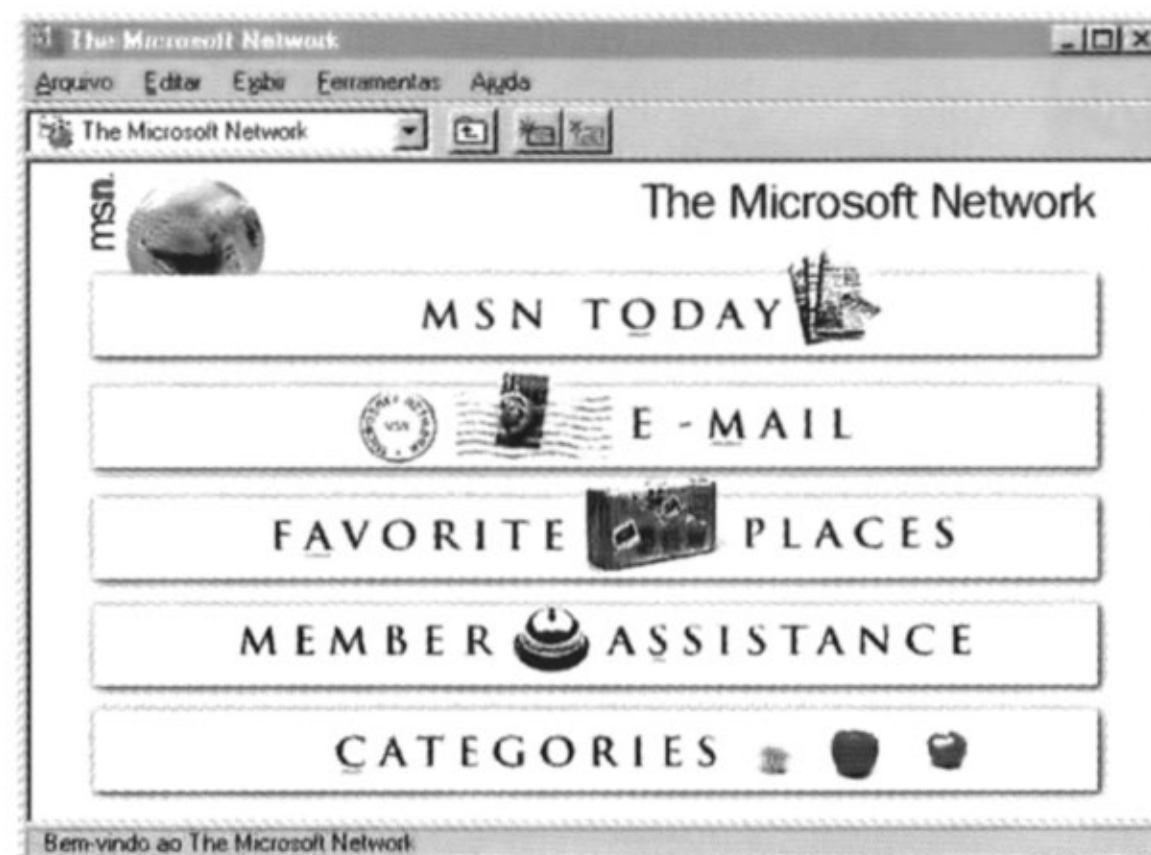 The Microsoft Network
Arquivo Editar Exibir Ferramentas Ajuda
The Microsoft Network
msn.
The Microsoft Network
MSN TODAY
MSN E-MAIL
FAVORITE PLACES
MEMBER ASSISTANCE
CATEGORIES
Bem-vindo ao The Microsoft Network